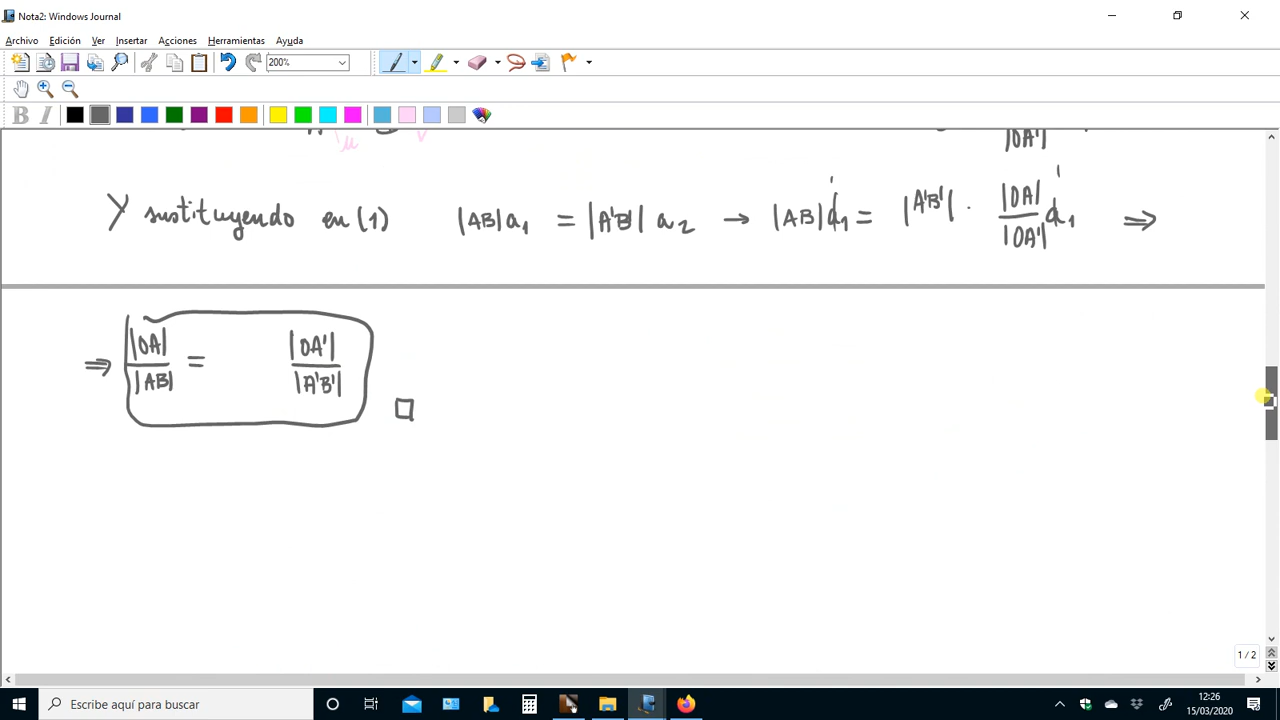 Nota2: Windows Journal
Archivo Edición Ver Insertar Acciones Herramientas Ayuda
200%
B I
u v
|OA'|
Y sustituyendo en (1) |AB|a₁ = |A'B'| a₂ → |AB|a₁ = |A'B'| · |OA|/|OA'| a₁ ⇒
⇒ |OA|/|AB| = |OA'|/|A'B'| □
1 / 2
Escribe aquí para buscar
12:26
15/03/2020